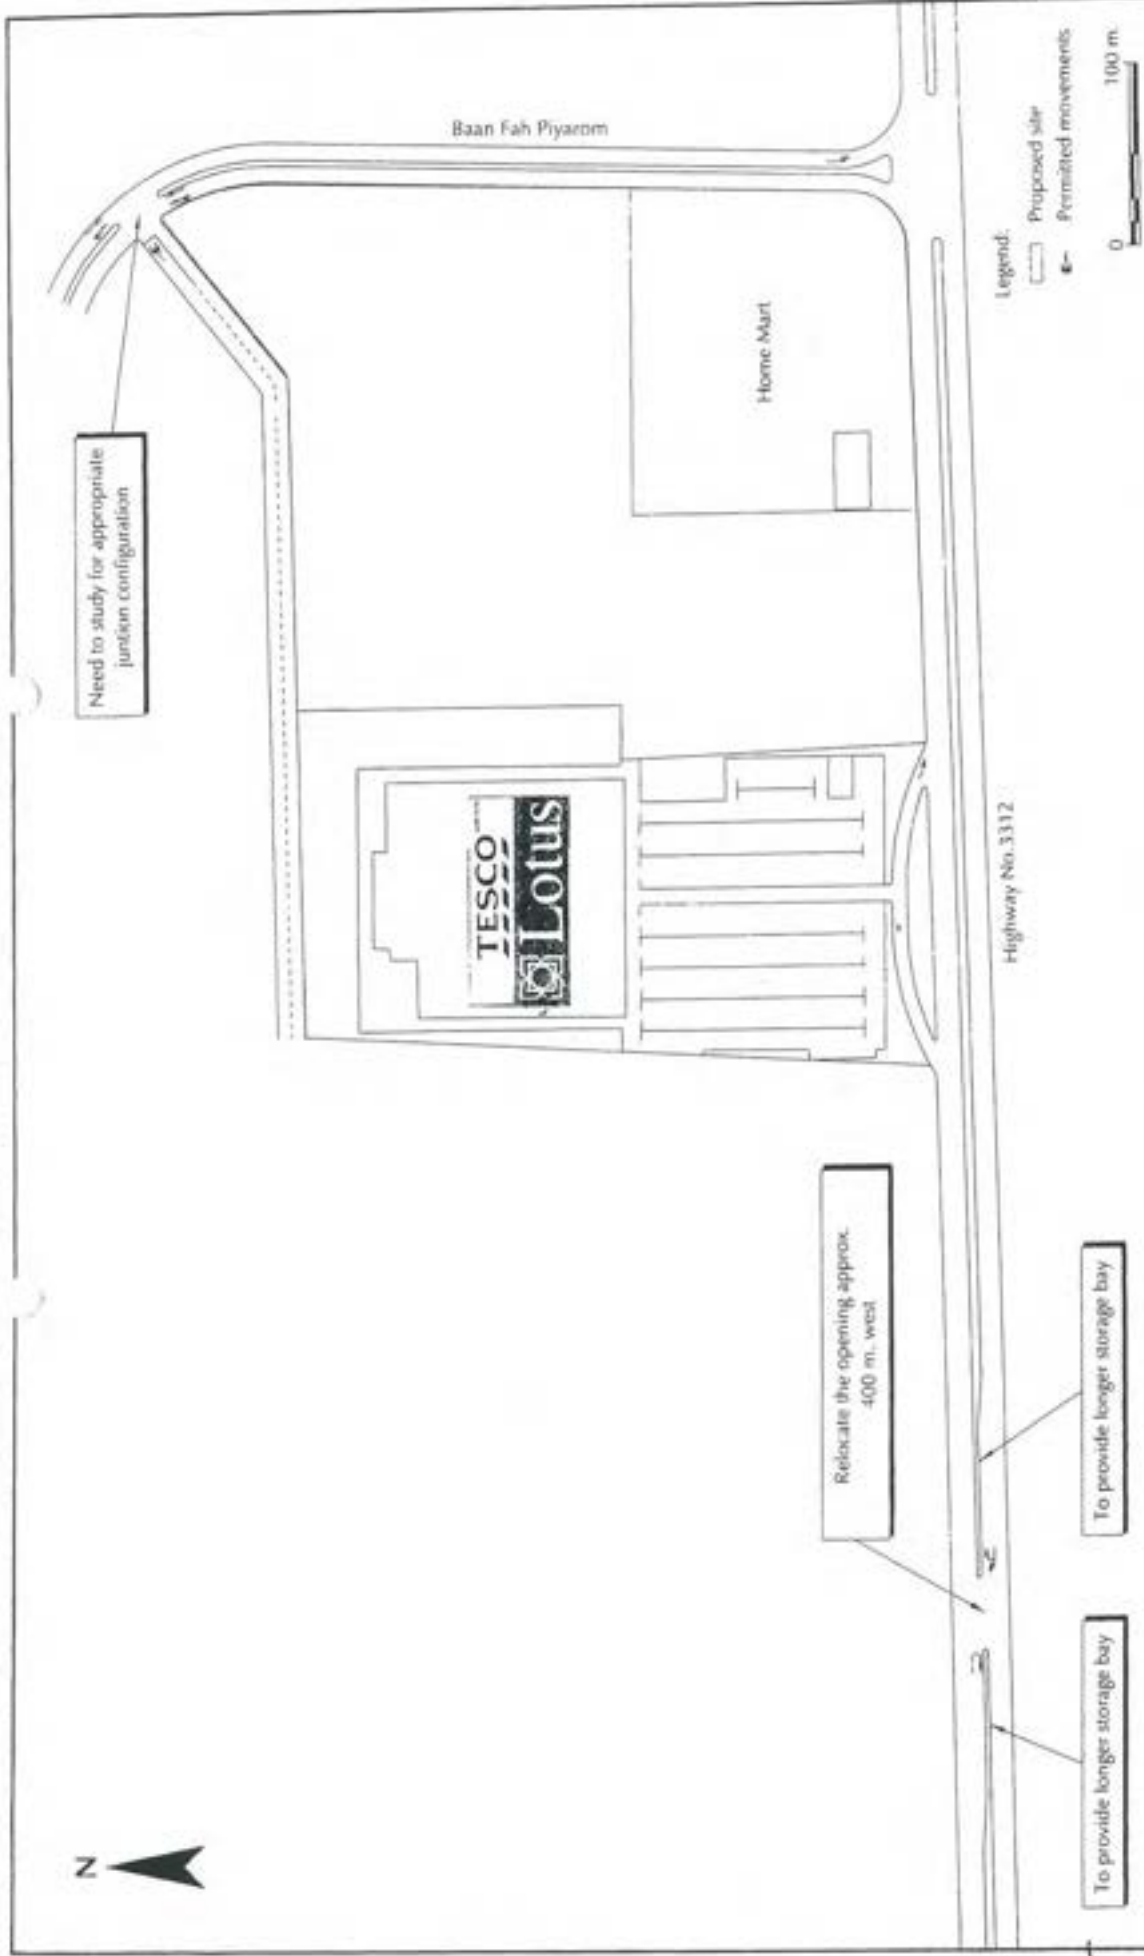 N
Need to study for appropriate
juntion configuration
Baan Fah Piyarom
TESCO
Lotus
Home Mart
Relocate the opening approx.
400 m. west
Highway No.3312
To provide longer storage bay
To provide longer storage bay
Legend:
Proposed site
Permitted movements
0
100 m.